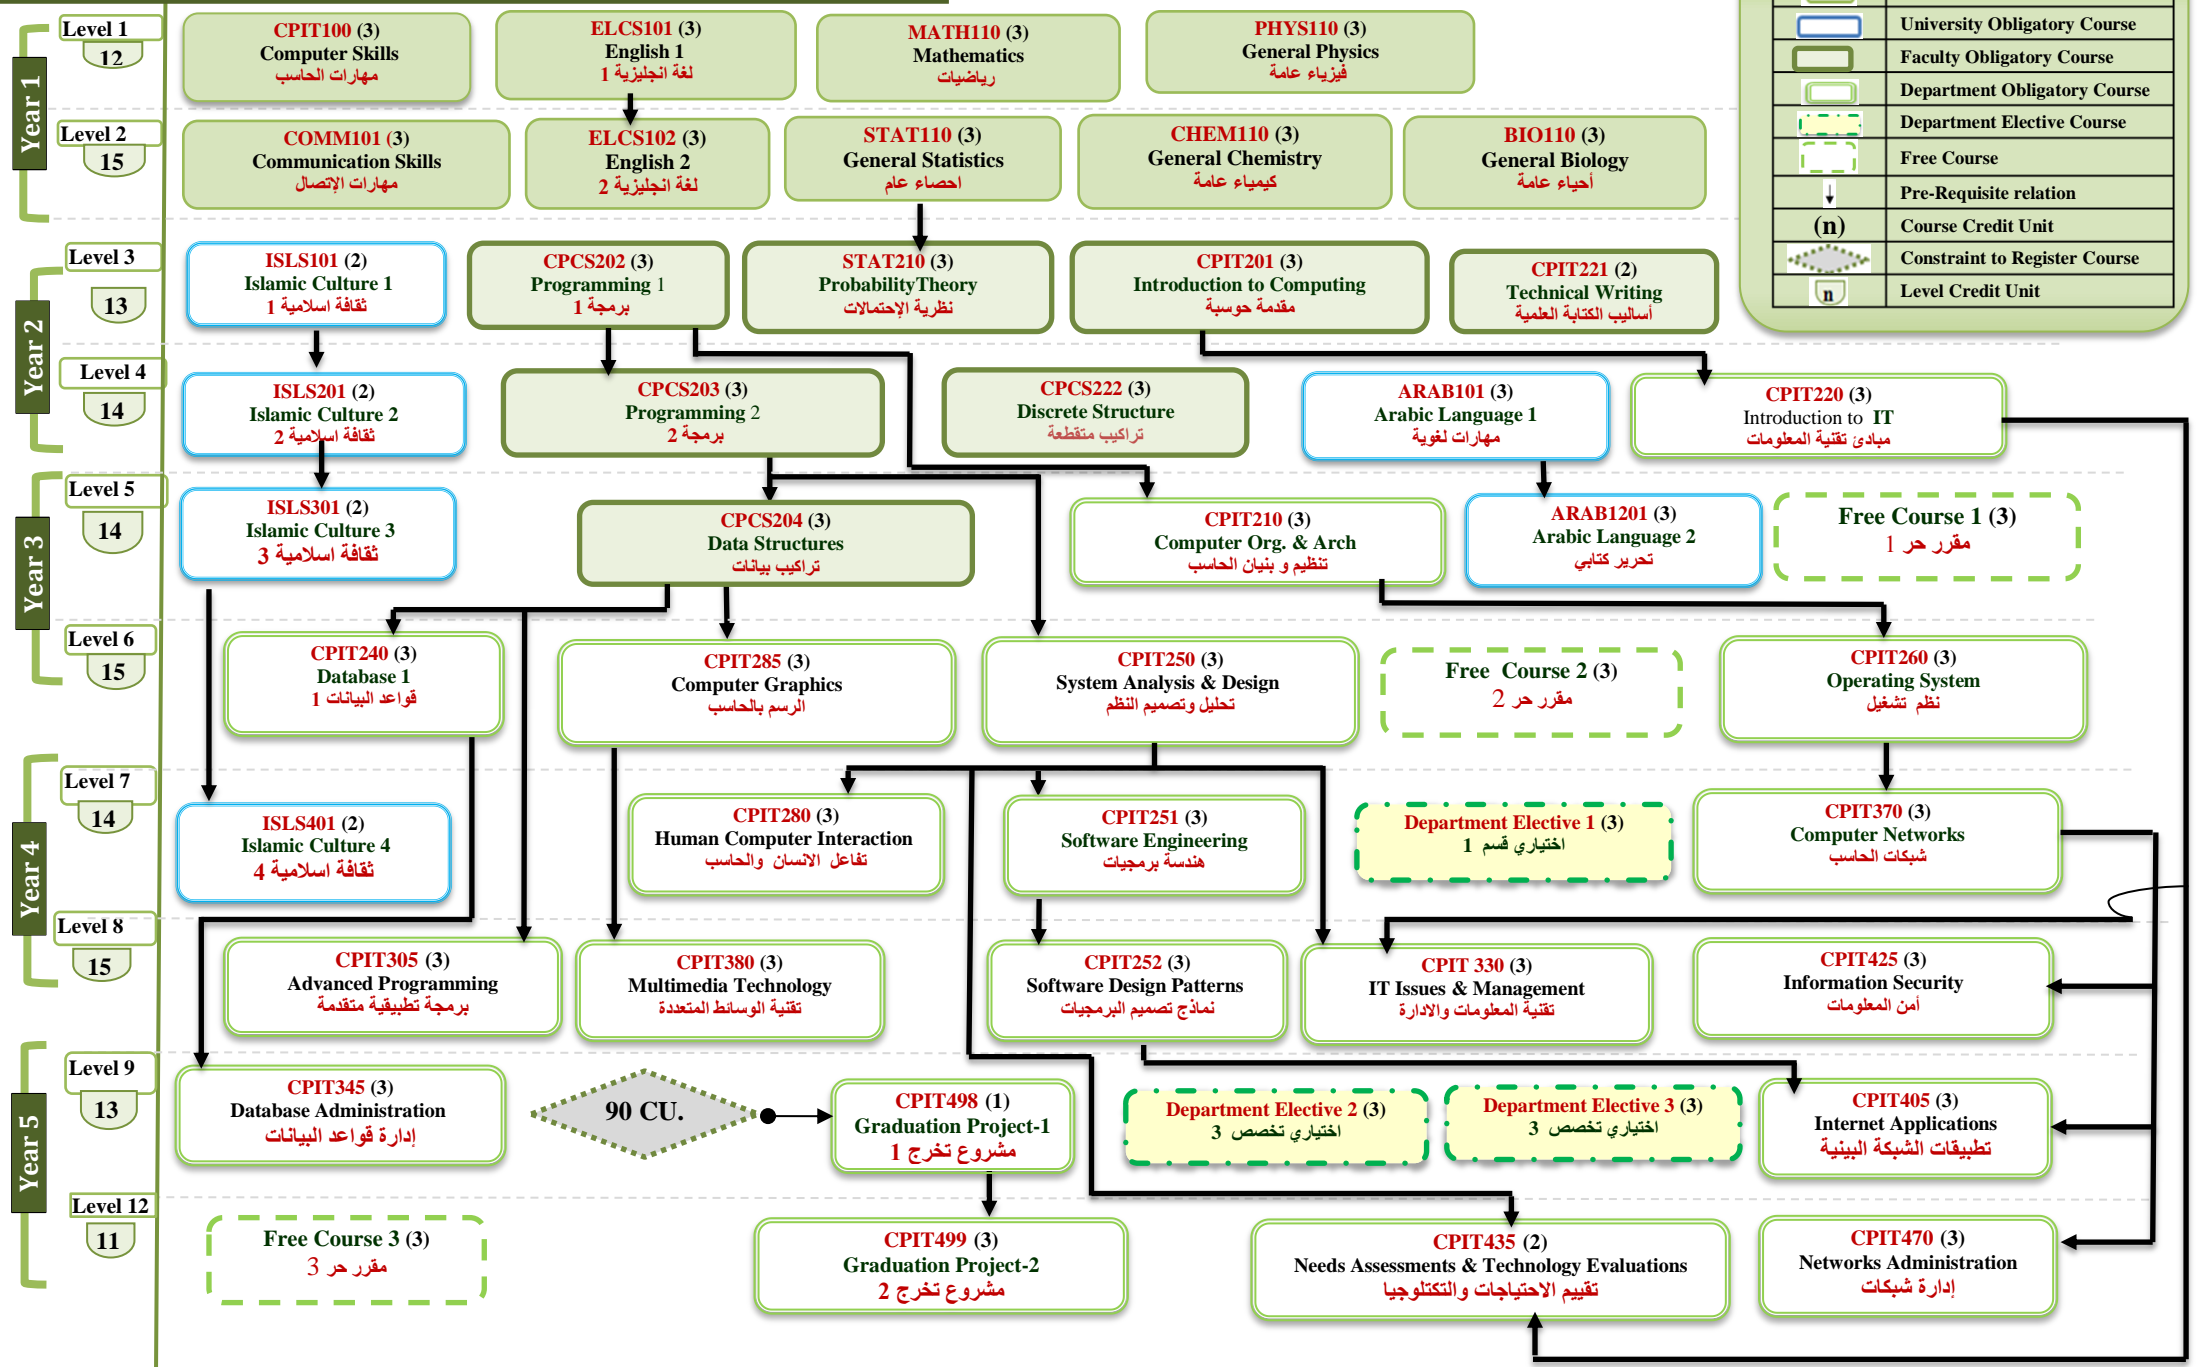 Level 1
12
CPIT100 (3)
Computer Skills
مهارات الحاسب
ELCS101 (3)
English 1
لغة انجليزية 1
MATH110 (3)
Mathematics
رياضيات
PHYS110 (3)
General Physics
فيزياء عامة
Year 1
Level 2
15
COMM101 (3)
Communication Skills
مهارات الإتصال
ELCS102 (3)
English 2
لغة انجليزية 2
STAT110 (3)
General Statistics
احصاء عام
CHEM110 (3)
General Chemistry
كيمياء عامة
BIO110 (3)
General Biology
أحياء عامة
University Obligatory Course
Faculty Obligatory Course
Department Obligatory Course
Department Elective Course
Free Course
Pre-Requisite relation
(n) Course Credit Unit
Constraint to Register Course
n Level Credit Unit
Level 3
13
ISLS101 (2)
Islamic Culture 1
ثقافة اسلامية 1
CPCS202 (3)
Programming 1
برمجة 1
STAT210 (3)
ProbabilityTheory
نظرية الإحتمالات
CPIT201 (3)
Introduction to Computing
مقدمة حوسبة
CPIT221 (2)
Technical Writing
أساليب الكتابة العلمية
Year 2
Level 4
14
ISLS201 (2)
Islamic Culture 2
ثقافة اسلامية 2
CPCS203 (3)
Programming 2
برمجة 2
CPCS222 (3)
Discrete Structure
تراكيب متقطعة
ARAB101 (3)
Arabic Language 1
مهارات لغوية
CPIT220 (3)
Introduction to IT
مبادئ تقنية المعلومات
Level 5
14
ISLS301 (2)
Islamic Culture 3
ثقافة اسلامية 3
CPCS204 (3)
Data Structures
تراكيب بيانات
CPIT210 (3)
Computer Org. & Arch
تنظيم و بنيان الحاسب
ARAB1201 (3)
Arabic Language 2
تحرير كتابي
Free Course 1 (3)
مقرر حر 1
Year 3
Level 6
15
CPIT240 (3)
Database 1
قواعد البيانات 1
CPIT285 (3)
Computer Graphics
الرسم بالحاسب
CPIT250 (3)
System Analysis & Design
تحليل وتصميم النظم
Free Course 2 (3)
مقرر حر 2
CPIT260 (3)
Operating System
نظم تشغيل
Level 7
14
ISLS401 (2)
Islamic Culture 4
ثقافة اسلامية 4
CPIT280 (3)
Human Computer Interaction
تفاعل الانسان والحاسب
CPIT251 (3)
Software Engineering
هندسة برمجيات
Department Elective 1 (3)
اختياري قسم 1
CPIT370 (3)
Computer Networks
شبكات الحاسب
Year 4
Level 8
15
CPIT305 (3)
Advanced Programming
برمجة تطبيقية متقدمة
CPIT380 (3)
Multimedia Technology
تقنية الوسائط المتعددة
CPIT252 (3)
Software Design Patterns
نماذج تصميم البرمجيات
CPIT 330 (3)
IT Issues & Management
تقنية المعلومات والادارة
CPIT425 (3)
Information Security
أمن المعلومات
Level 9
13
CPIT345 (3)
Database Administration
إدارة قواعد البيانات
90 CU.
CPIT498 (1)
Graduation Project-1
مشروع تخرج 1
Department Elective 2 (3)
اختياري تخصص 3
Department Elective 3 (3)
اختياري تخصص 3
CPIT405 (3)
Internet Applications
تطبيقات الشبكة البينية
Year 5
Level 12
11
Free Course 3 (3)
مقرر حر 3
CPIT499 (3)
Graduation Project-2
مشروع تخرج 2
CPIT435 (2)
Needs Assessments & Technology Evaluations
تقييم الاحتياجات والتكتلوجيا
CPIT470 (3)
Networks Administration
إدارة شبكات